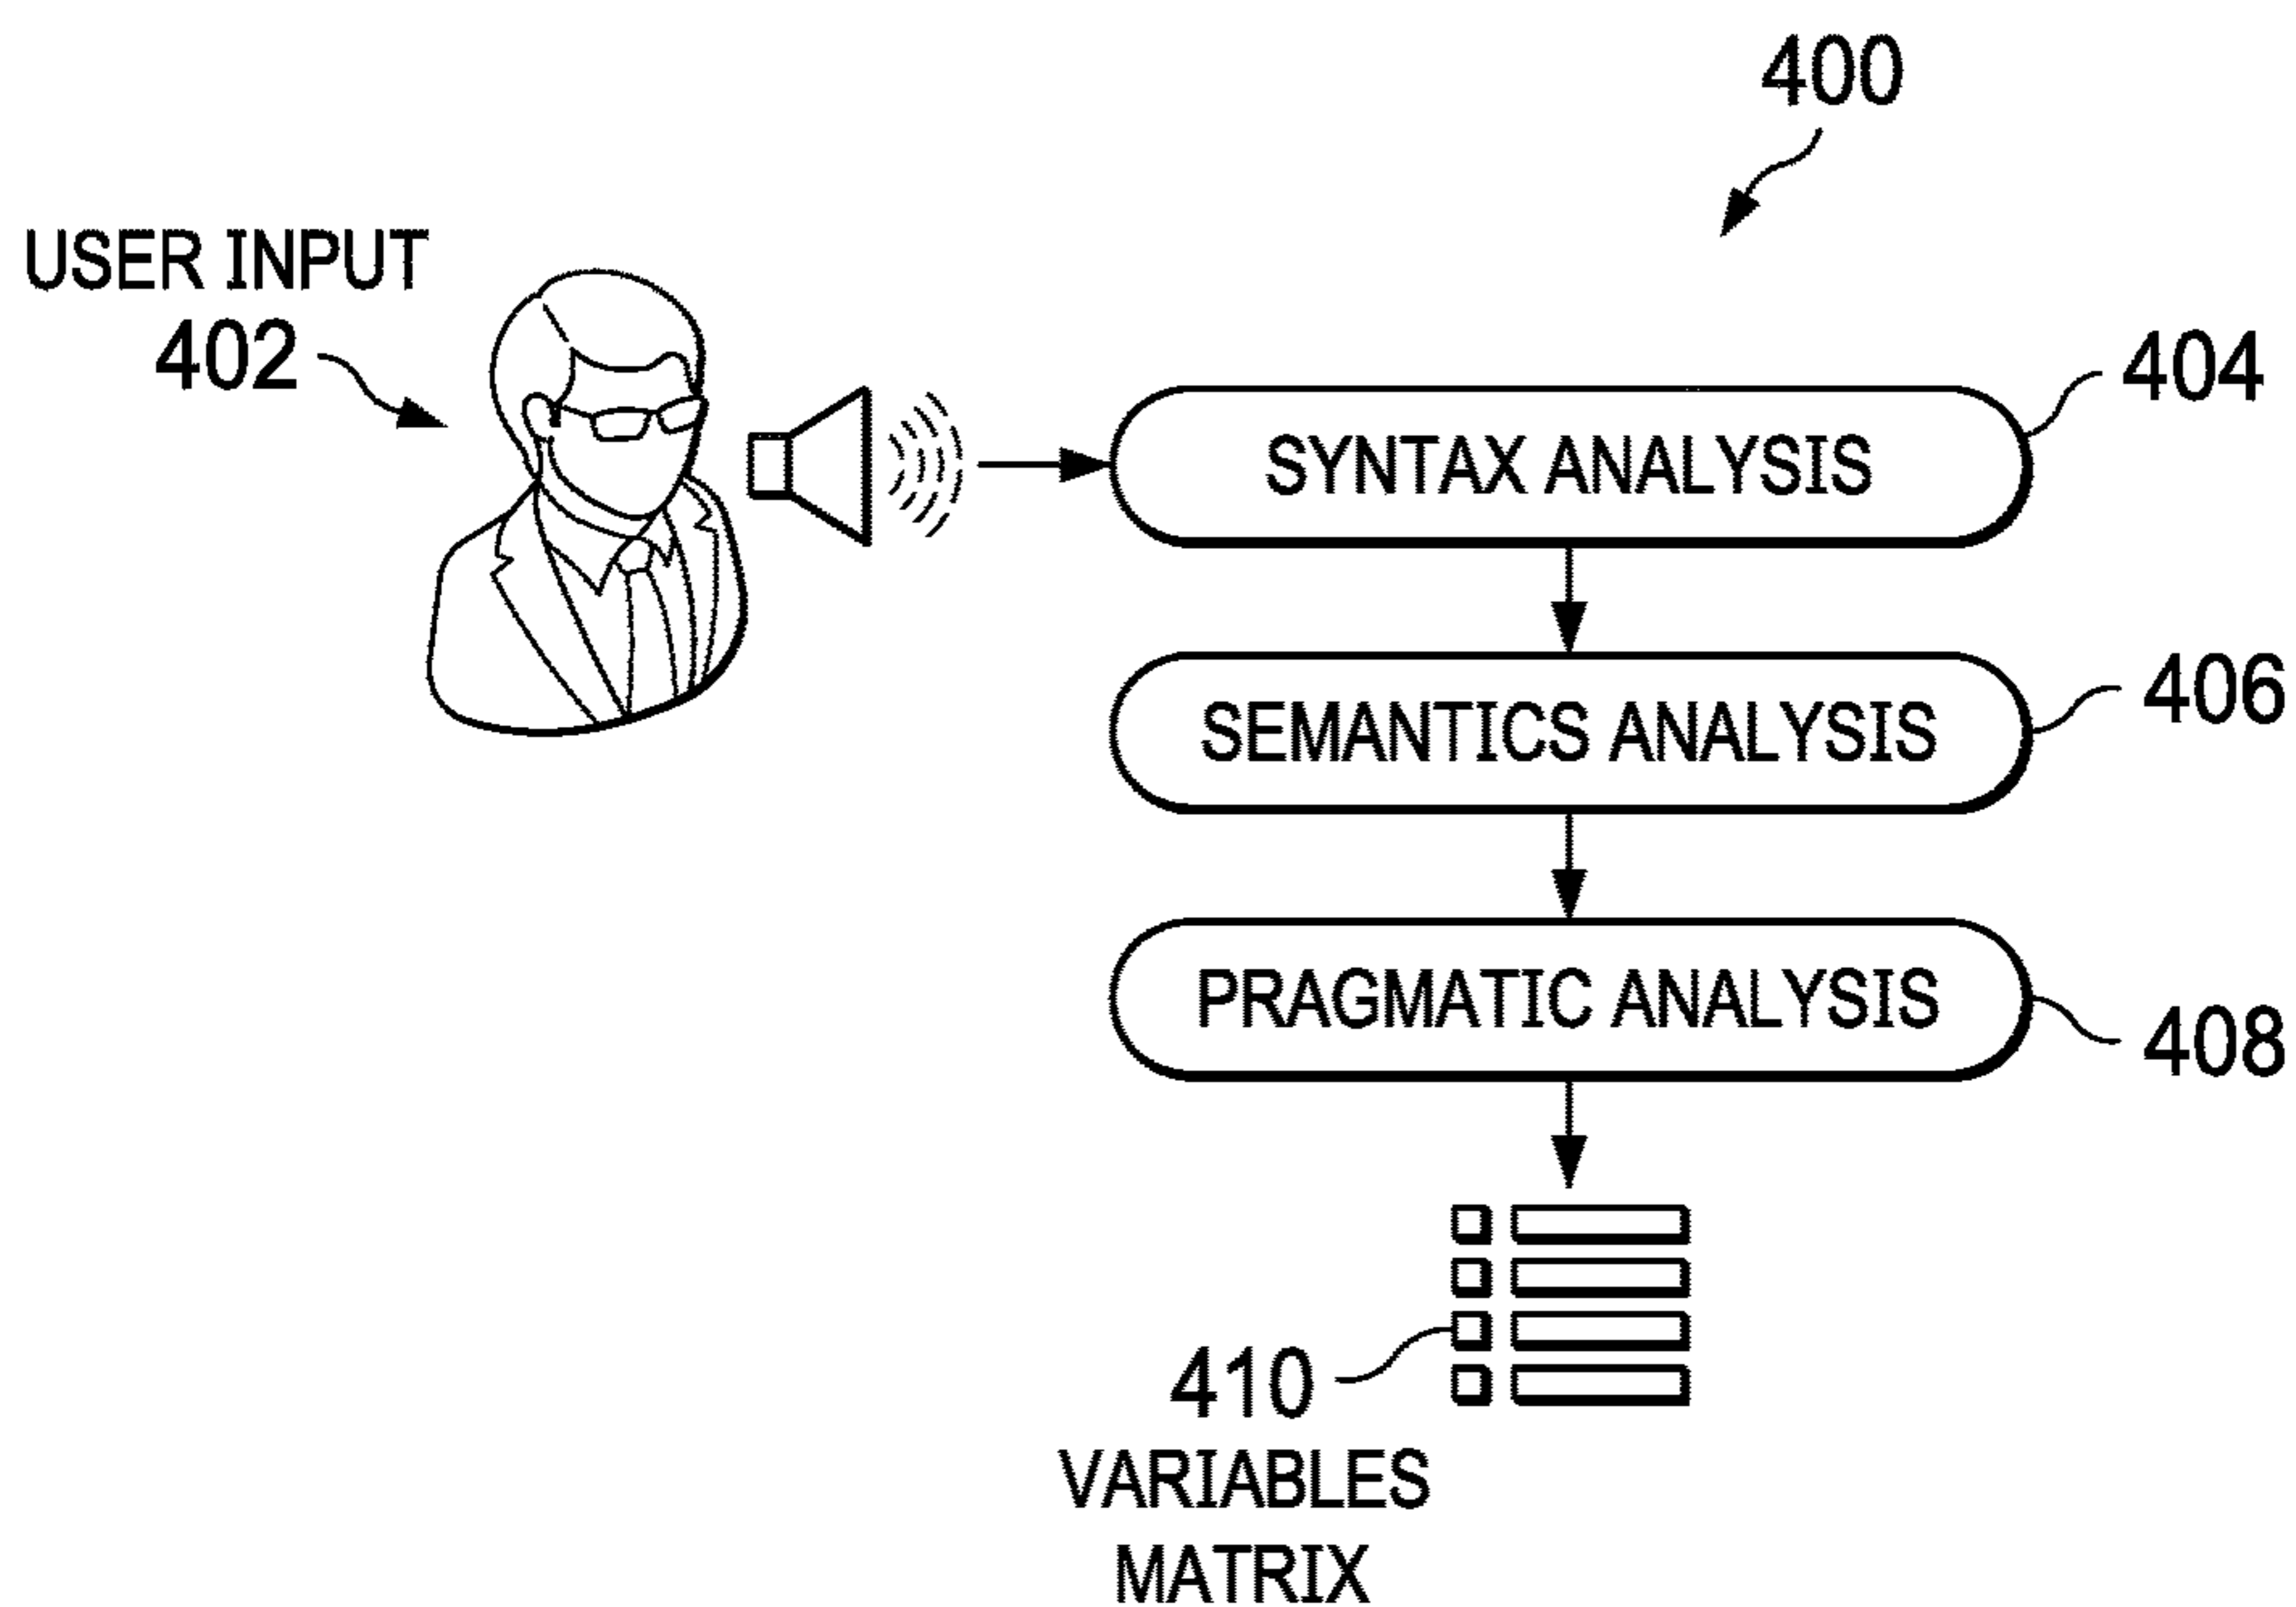 400
USER INPUT
402
404
SYNTAX ANALYSIS
406
SEMANTICS ANALYSIS
PRAGMATIC ANALYSIS
408
410
VARIABLES
MATRIX